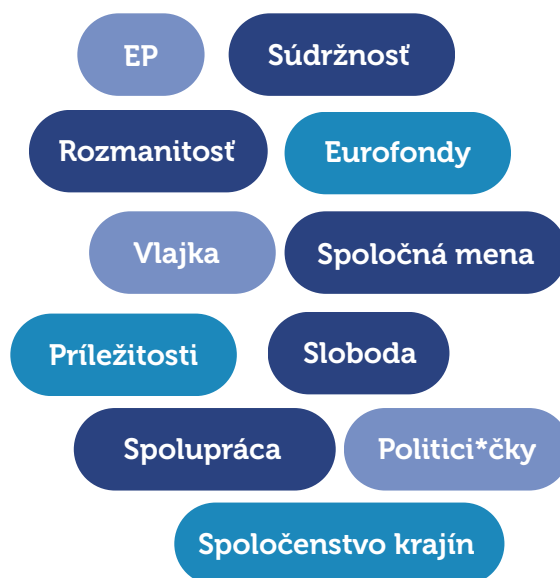 EP
Súdržnosť
Rozmanitosť
Eurofondy
Vlajka
Spoločná mena
Príležitosti
Sloboda
Spolupráca
Politici*čky
Spoločenstvo krajín